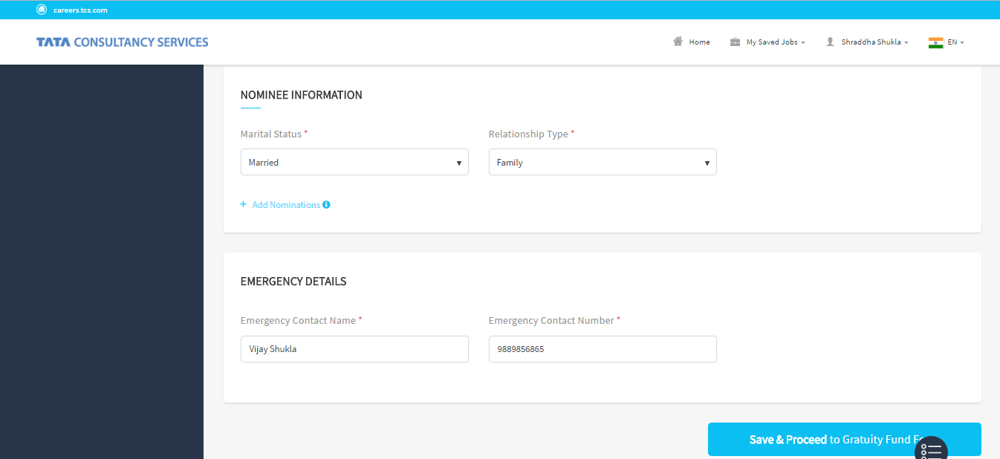 careers.tcs.com
TATA CONSULTANCY SERVICES
Home
My Saved Jobs
Shraddha Shukla
EN
NOMINEE INFORMATION
Marital Status *
Relationship Type *
Married
Family
+ Add Nominations
EMERGENCY DETAILS
Emergency Contact Name *
Emergency Contact Number *
Vijay Shukla
9889856865
Save & Proceed to Gratuity Fund